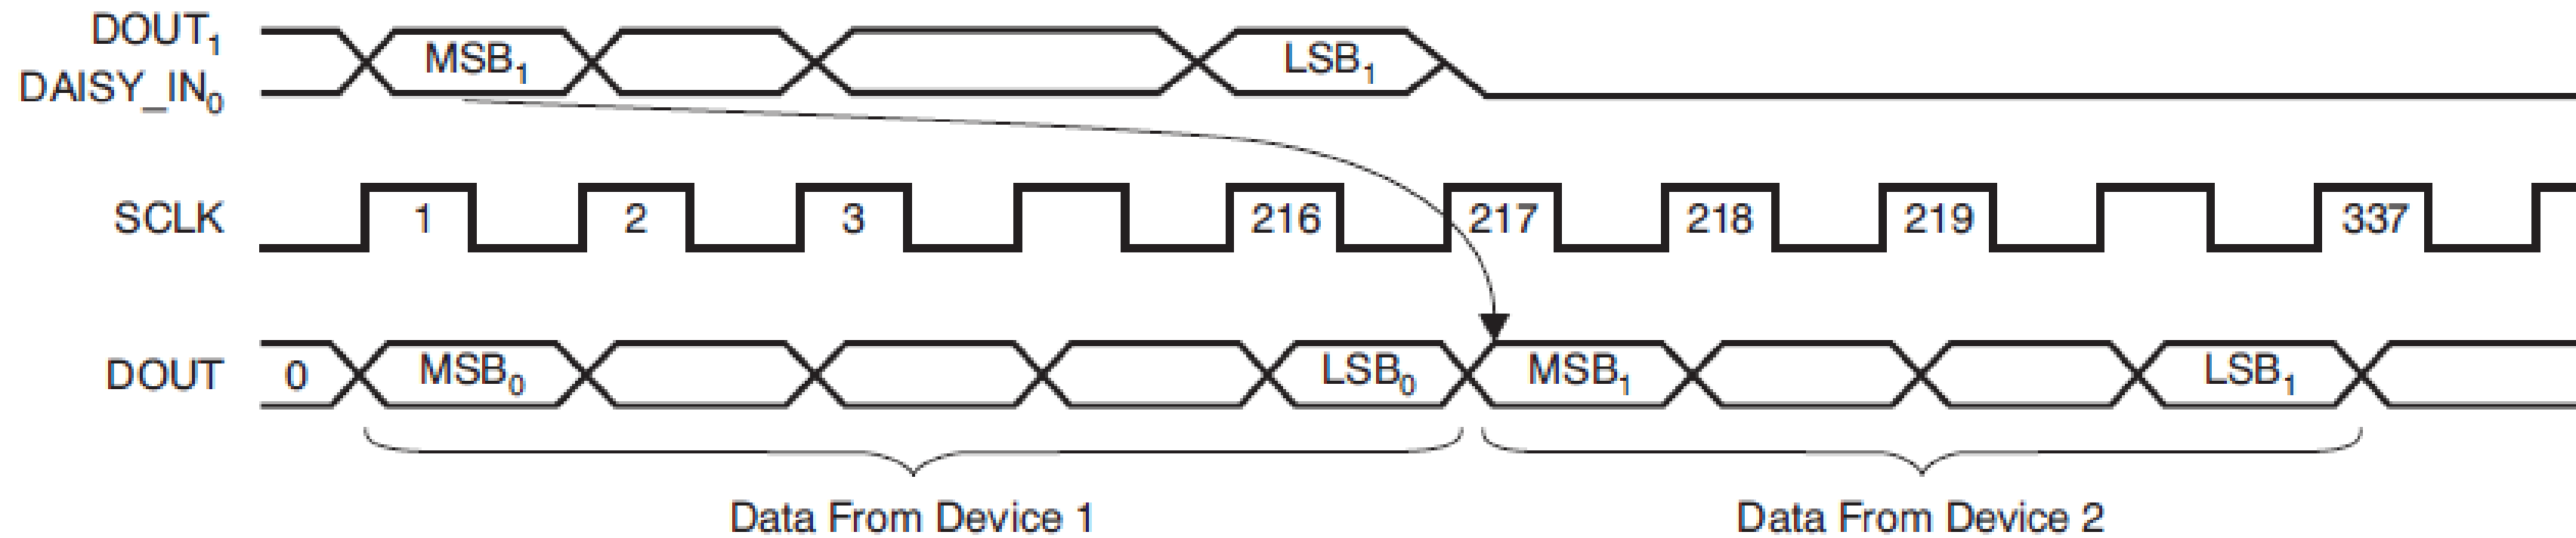 DOUT1
MSB1 LSB1
DAISY_IN0
SCLK 1 2 3 216 217 218 219 337
DOUT 0 MSB0 LSB0 MSB1 LSB1
Data From Device 1 Data From Device 2